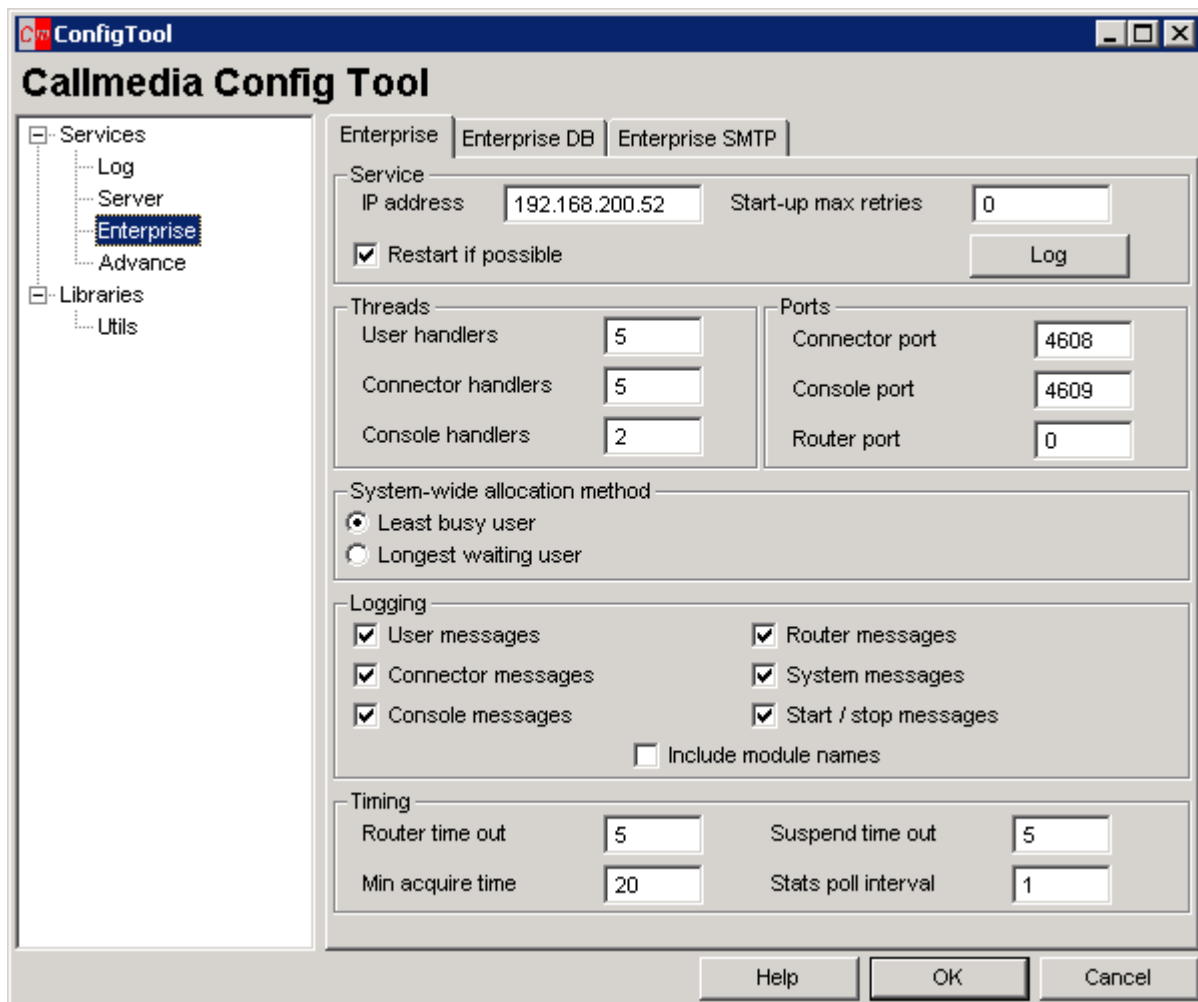 Cm ConfigTool
Callmedia Config Tool
Services
Log
Server
Enterprise
Advance
Libraries
Utils
Enterprise Enterprise DB Enterprise SMTP
Service
IP address 192.168.200.52 Start-up max retries 0
Restart if possible Log
Threads
User handlers 5
Connector handlers 5
Console handlers 2
Ports
Connector port 4608
Console port 4609
Router port 0
System-wide allocation method
Least busy user
Longest waiting user
Logging
User messages Router messages
Connector messages System messages
Console messages Start / stop messages
Include module names
Timing
Router time out 5 Suspend time out 5
Min acquire time 20 Stats poll interval 1
Help OK Cancel